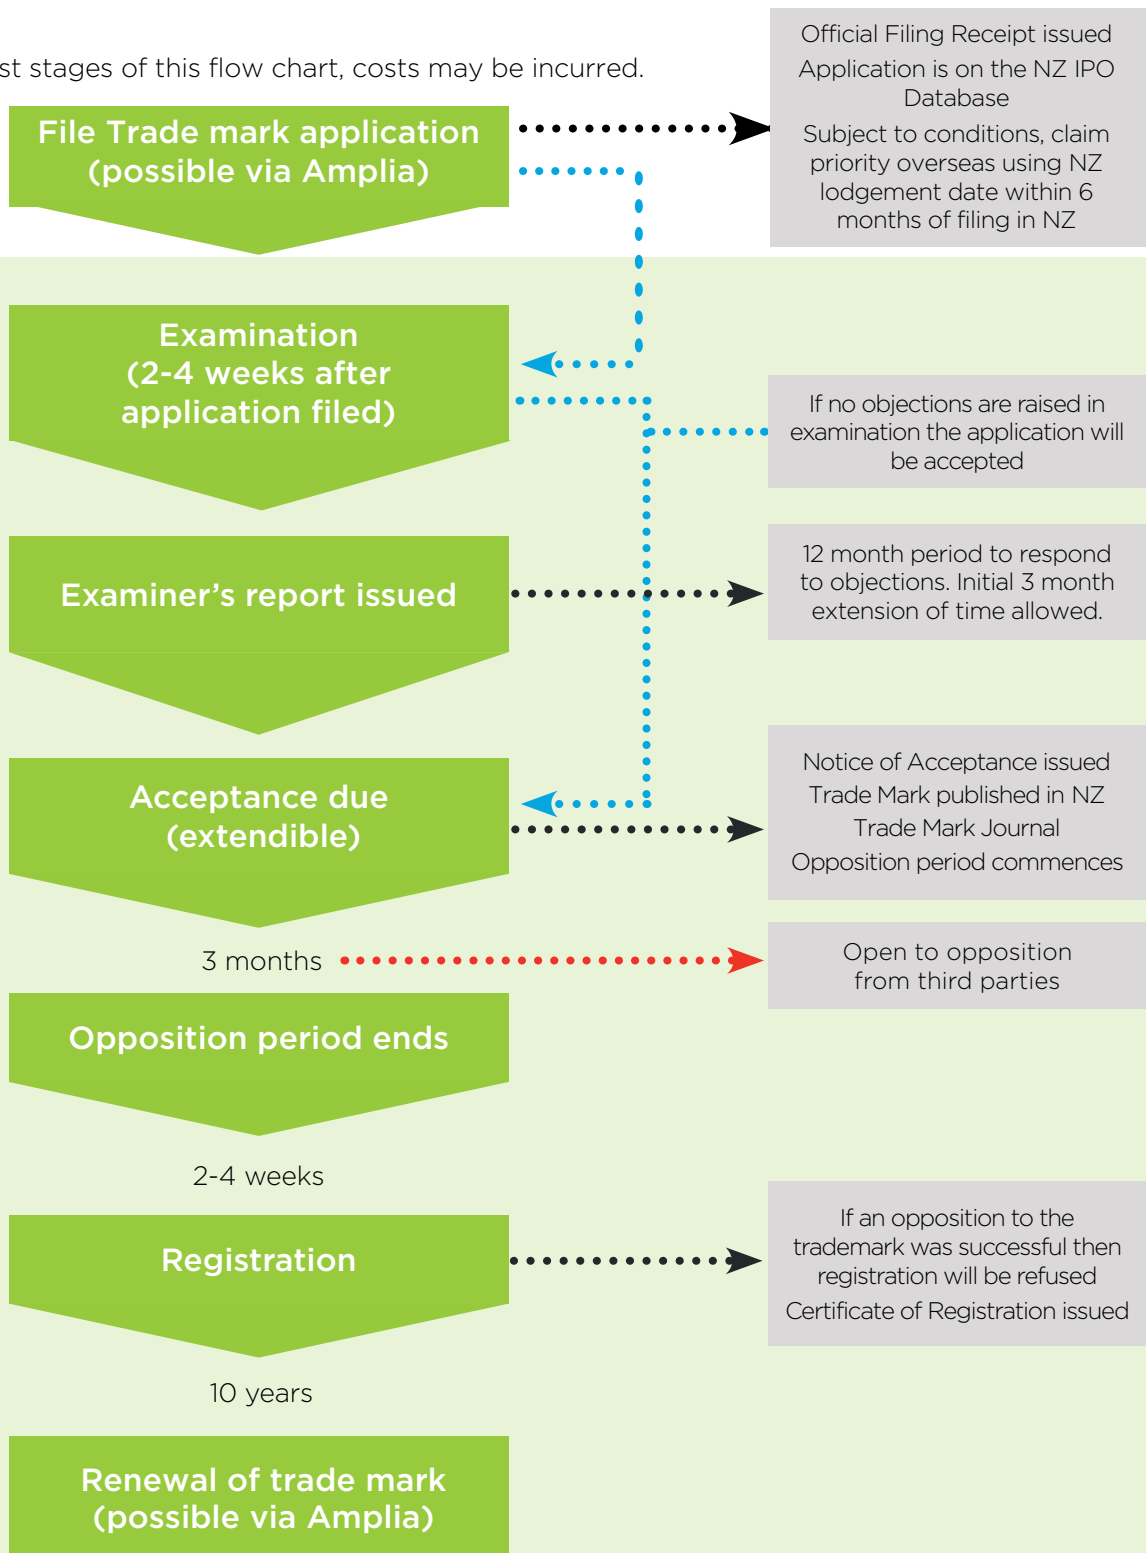 stages of this flow chart, costs may be incurred.
File Trade mark application
(possible via Amplia)
Official Filing Receipt issued
Application is on the NZ IPO
Database
Subject to conditions, claim
priority overseas using NZ
lodgement date within 6
months of filing in NZ
Examination
(2-4 weeks after
application filed)
If no objections are raised in
examination the application will
be accepted
Examiner's report issued
12 month period to respond
to objections. Initial 3 month
extension of time allowed.
Acceptance due
(extendible)
Notice of Acceptance issued
Trade Mark published in NZ
Trade Mark Journal
Opposition period commences
3 months
Open to opposition
from third parties
Opposition period ends
2-4 weeks
Registration
If an opposition to the
trademark was successful then
registration will be refused
Certificate of Registration issued
10 years
Renewal of trade mark
(possible via Amplia)